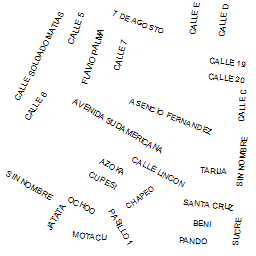 7 DE AGOSTO
CALLE E
CALLE D
CALLE SOLDADO MATIAS
CALLE 5
FLAVIO PALMA
CALLE 7
CALLE 19
CALLE 20
CALLE C
CALLE 6
AVENIDA SUDAMERICANA
ASENCIO FERNANDEZ
SIN NOMBRE
AZOYA
CUPESI
CALLE LINCON
TARIJA
SIN NOMBRE
OCHOO
CHAPEO
SANTA CRUZ
JATATA
PASILLO 1
BENI
SUCRE
MOTACU
PANDO